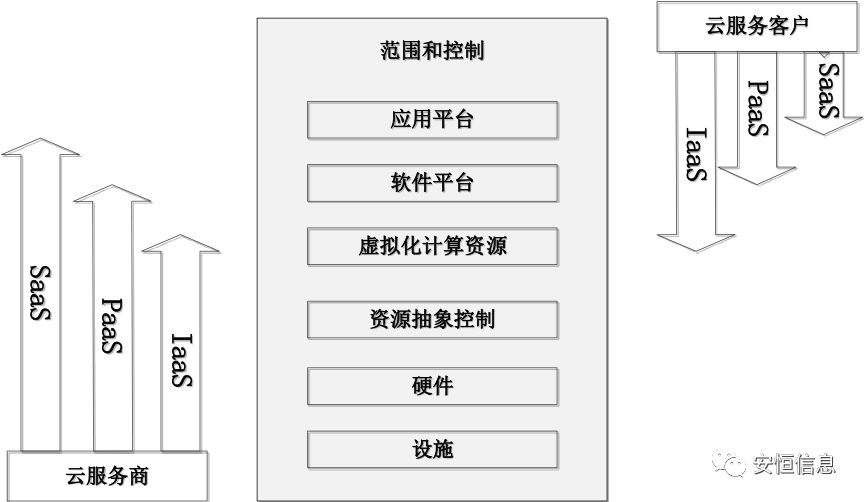 云服务客户
范围和控制
SaaS
PaaS
IaaS
应用平台
软件平台
虚拟化计算资源
资源抽象控制
硬件
设施
SaaS
PaaS
IaaS
云服务商
安恒信息